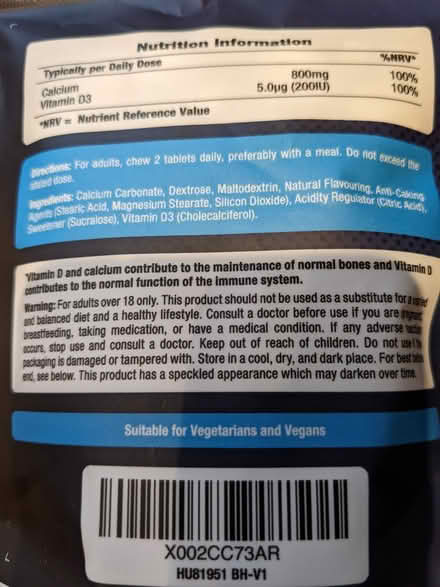 Nutrition Information
Typically per Daily Dose %NRV*
Calcium 800mg 100%
Vitamin D3 5.0µg (200IU) 100%
*NRV = Nutrient Reference Value
Directions: For adults, chew 2 tablets daily, preferably with a meal. Do not exceed the
stated dose.
Ingredients: Calcium Carbonate, Dextrose, Maltodextrin, Natural Flavouring, Anti-Caking
Agents (Stearic Acid, Magnesium Stearate, Silicon Dioxide), Acidity Regulator (Citric Acid),
Sweetener (Sucralose), Vitamin D3 (Cholecalciferol).
*Vitamin D and calcium contribute to the maintenance of normal bones and Vitamin D
contributes to the normal function of the immune system.
Warning: For adults over 18 only. This product should not be used as a substitute for a varied
and balanced diet and a healthy lifestyle. Consult a doctor before use if you are pregnant,
breastfeeding, taking medication, or have a medical condition. If any adverse reaction
occurs, stop use and consult a doctor. Keep out of reach of children. Do not use if the
packaging is damaged or tampered with. Store in a cool, dry, and dark place. For best before
end, see below. This product has a speckled appearance which may darken over time.
Suitable for Vegetarians and Vegans
X002CC73AR
HU81951 BH-V1